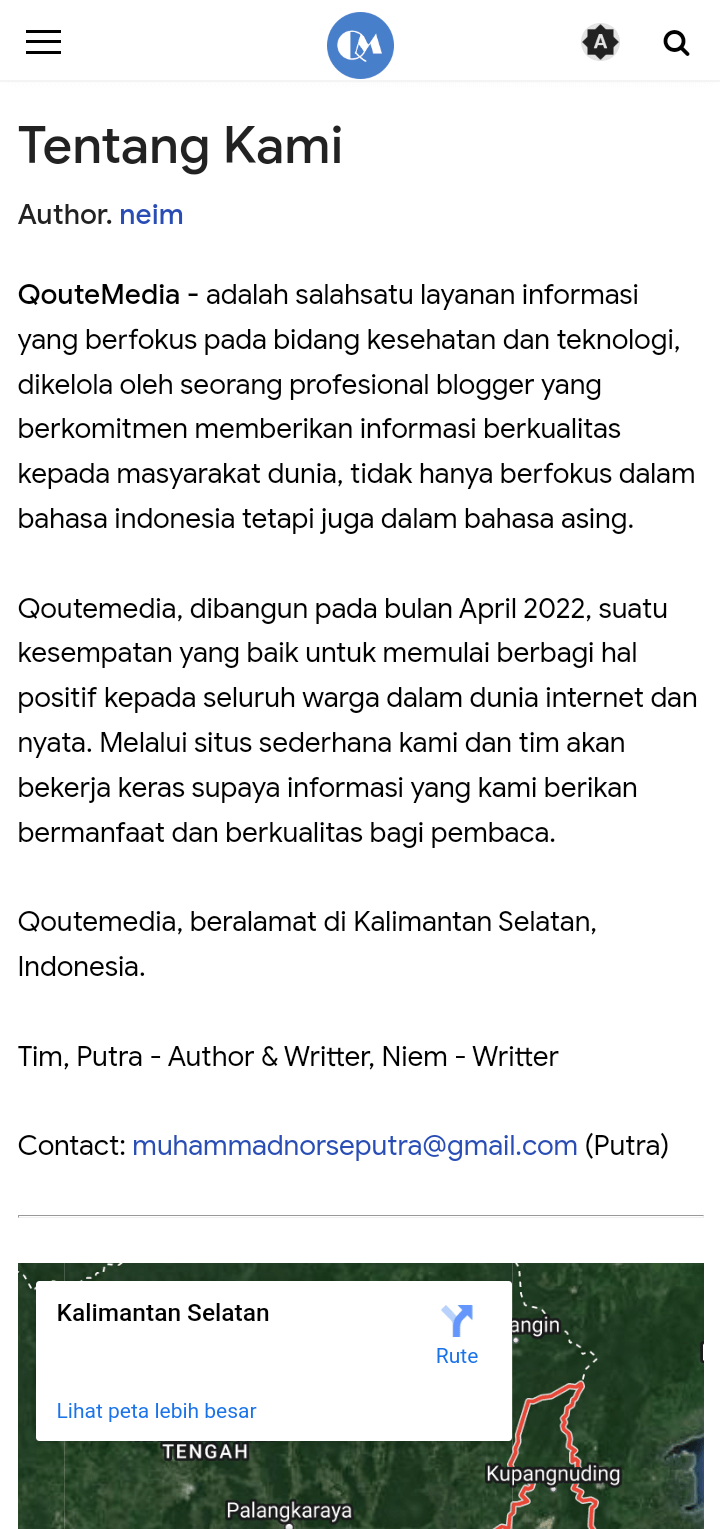 QM
A
Tentang Kami
Author. neim
QouteMedia - adalah salahsatu layanan informasi
yang berfokus pada bidang kesehatan dan teknologi,
dikelola oleh seorang profesional blogger yang
berkomitmen memberikan informasi berkualitas
kepada masyarakat dunia, tidak hanya berfokus dalam
bahasa indonesia tetapi juga dalam bahasa asing.
Qoutemedia, dibangun pada bulan April 2022, suatu
kesempatan yang baik untuk memulai berbagi hal
positif kepada seluruh warga dalam dunia internet dan
nyata. Melalui situs sederhana kami dan tim akan
bekerja keras supaya informasi yang kami berikan
bermanfaat dan berkualitas bagi pembaca.
Qoutemedia, beralamat di Kalimantan Selatan,
Indonesia.
Tim, Putra - Author & Writter, Niem - Writter
Contact: muhammadnorseputra@gmail.com (Putra)
Kalimantan Selatan
Rute
Lihat peta lebih besar
TENGAH
Kupangnuding
Palangkaraya